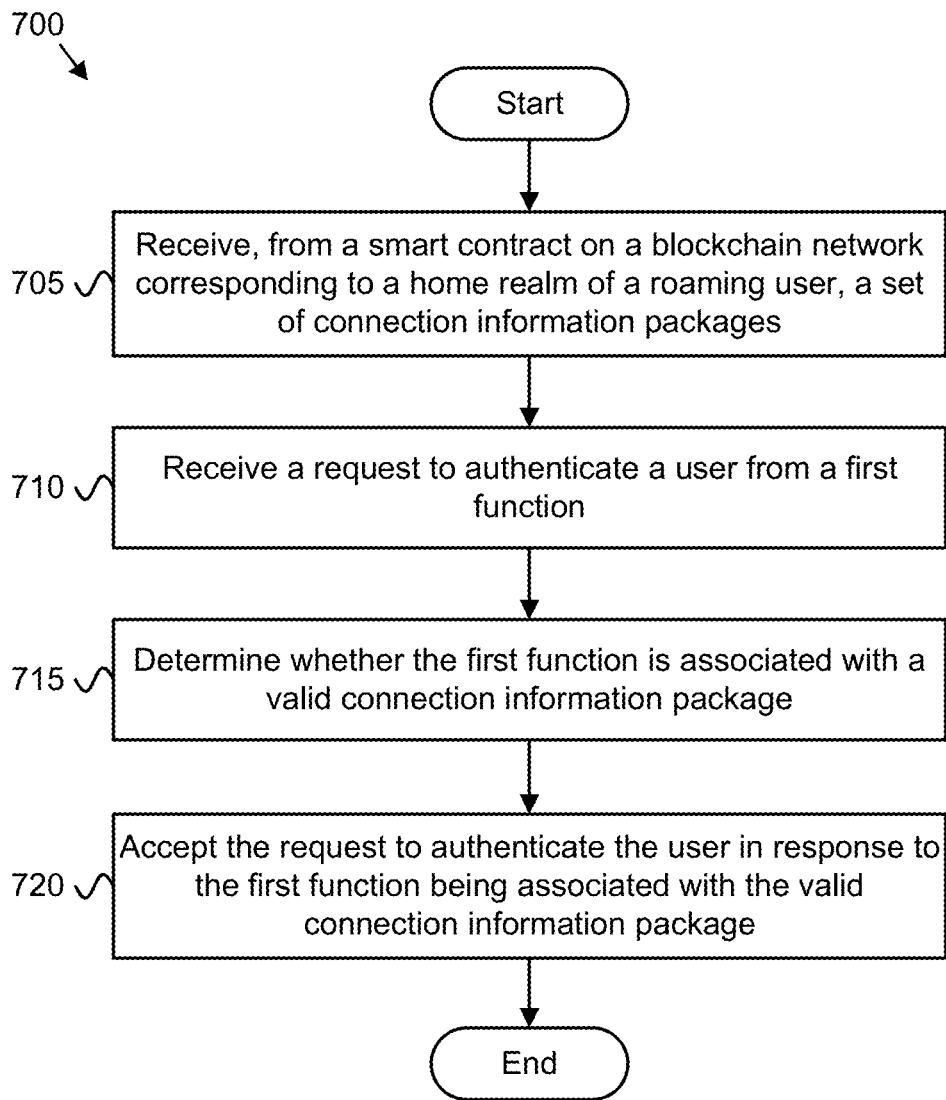 700
Start
705
Receive, from a smart contract on a blockchain network
corresponding to a home realm of a roaming user, a set
of connection information packages
710
Receive a request to authenticate a user from a first
function
715
Determine whether the first function is associated with a
valid connection information package
720
Accept the request to authenticate the user in response to
the first function being associated with the valid
connection information package
End